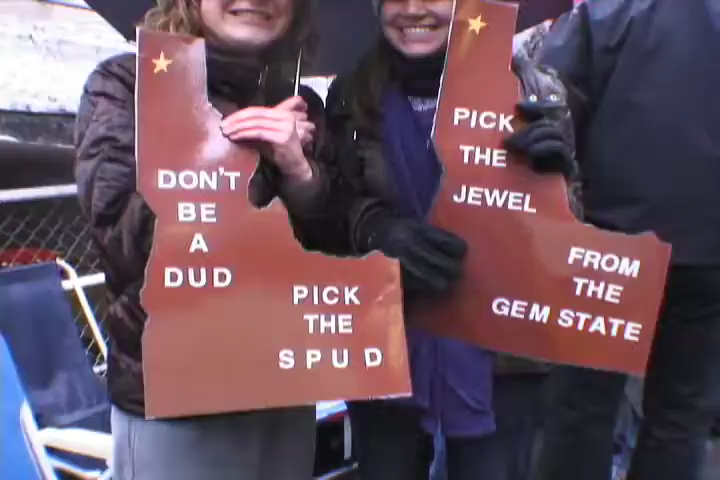 DON'T
BE
A
DUD
PICK
THE
SPUD
PICK
THE
JEWEL
FROM
THE
GEM STATE